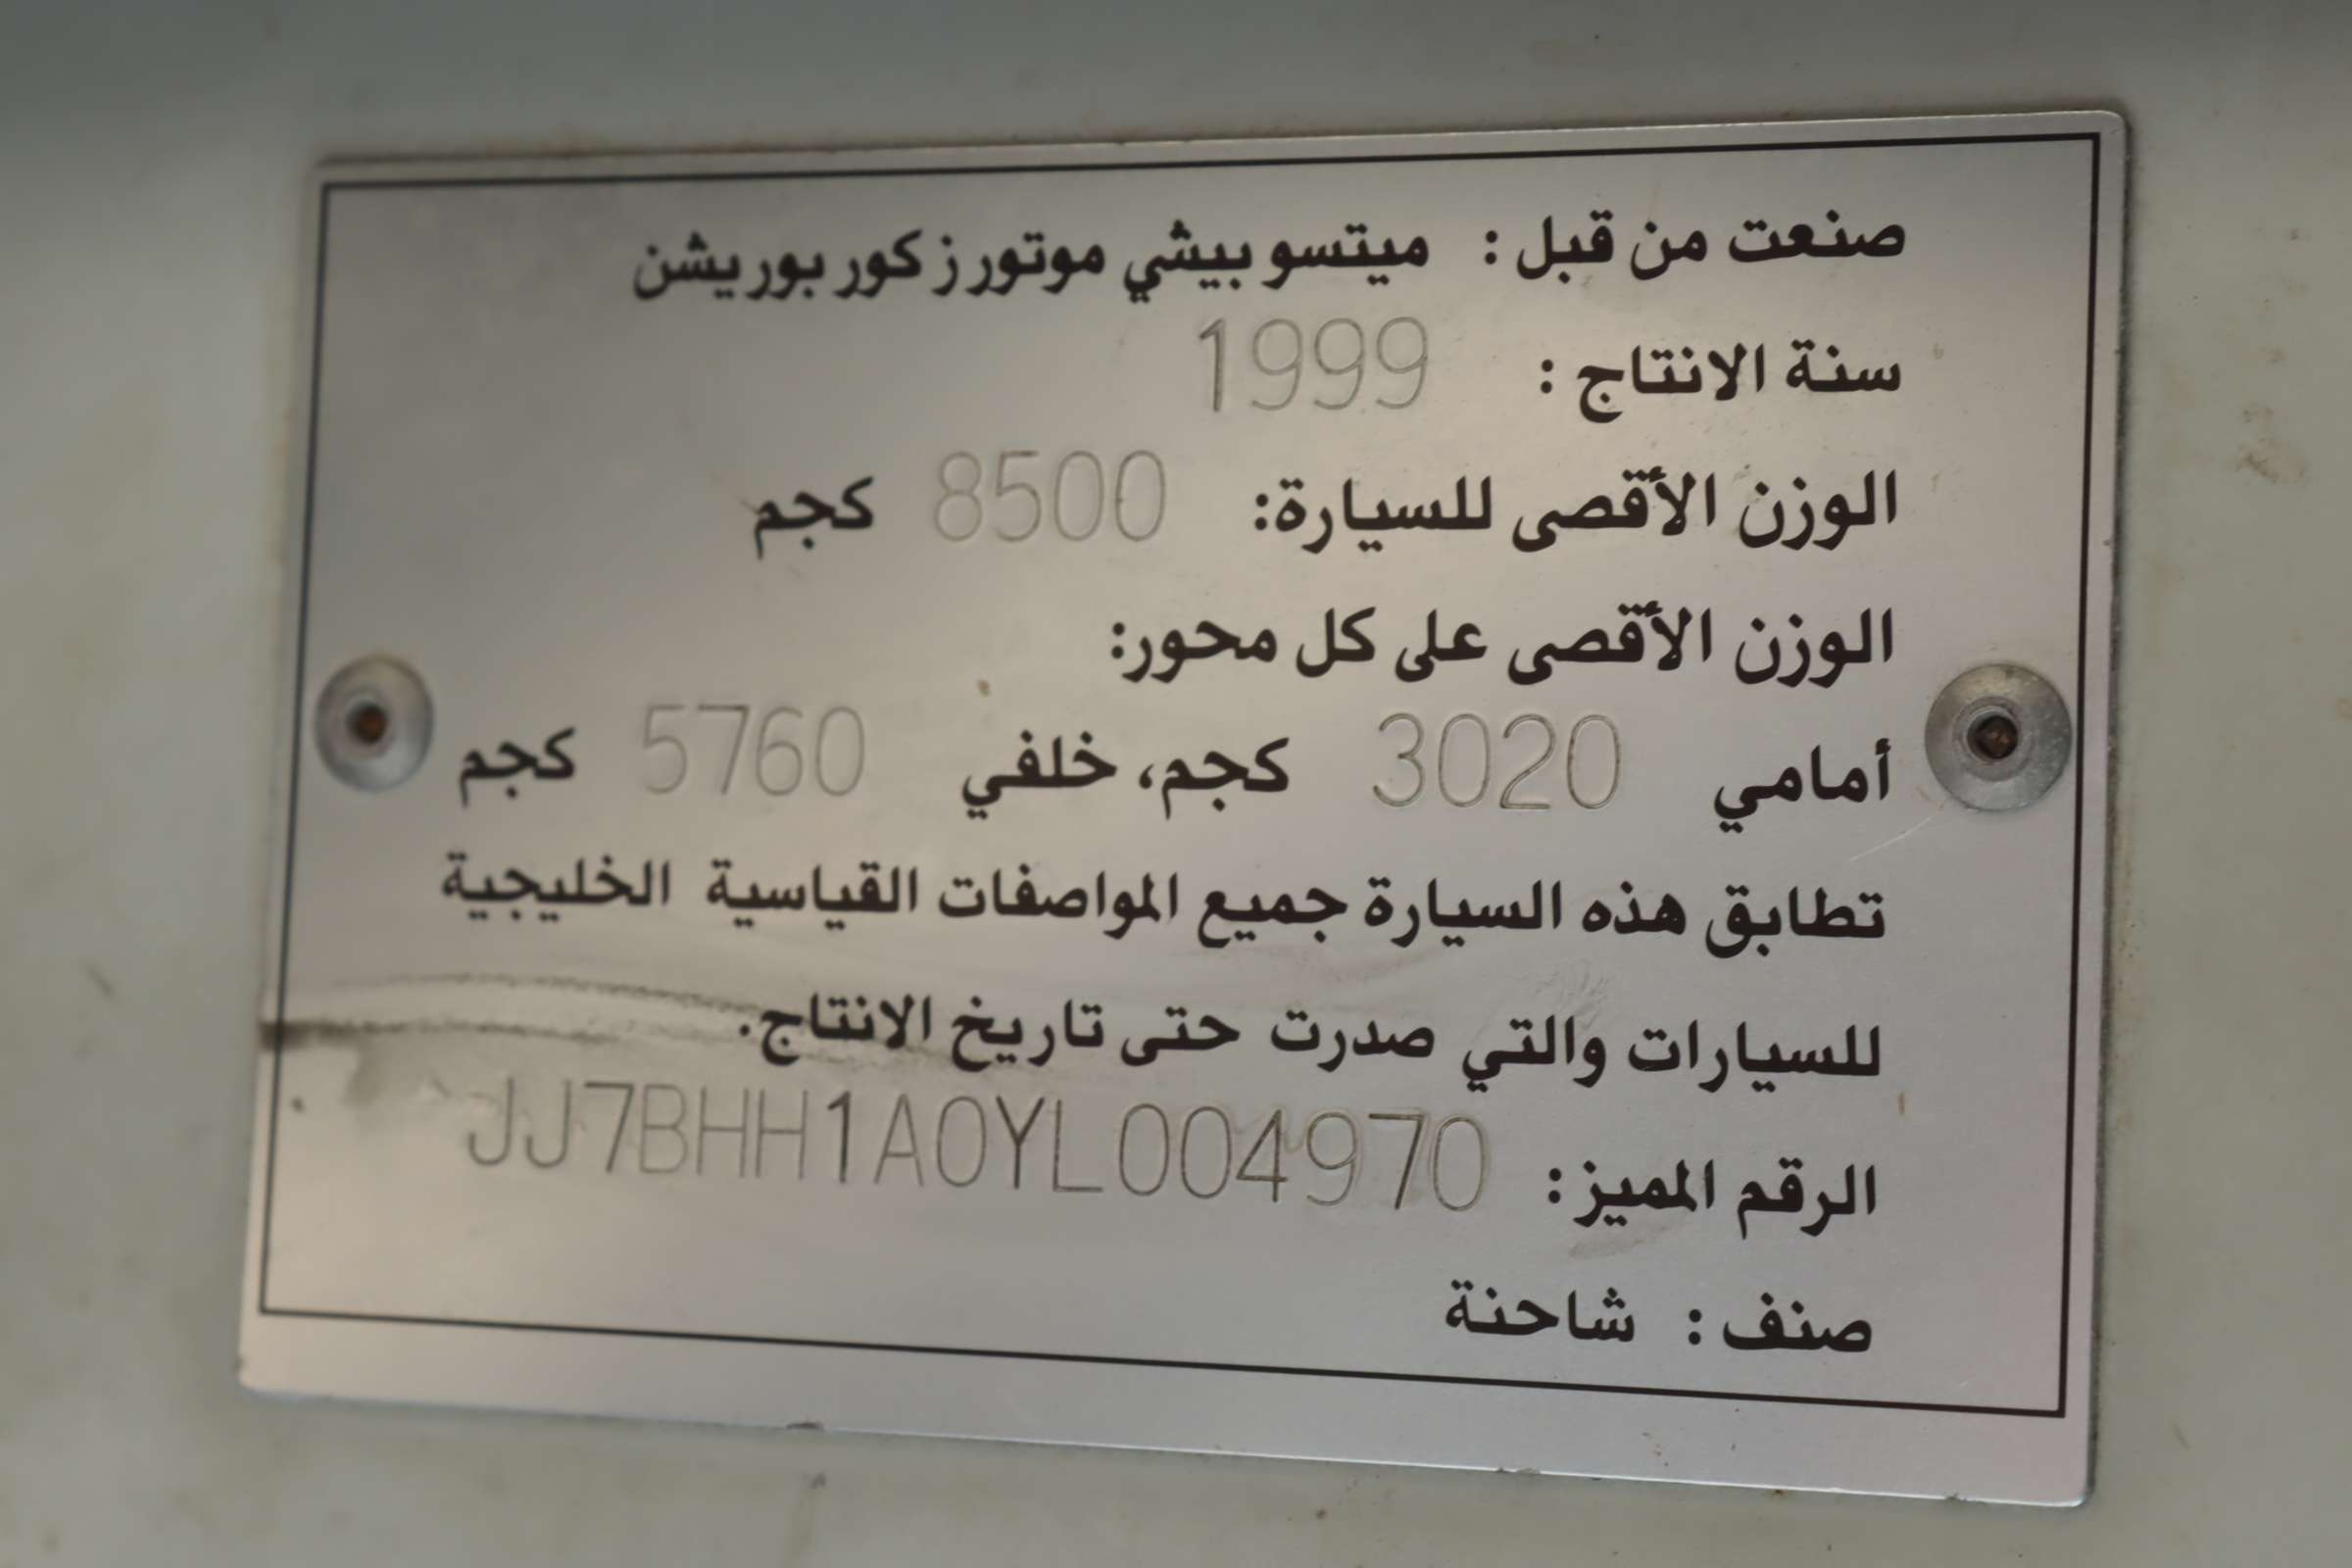 صنعت من قبل : ميتسوبيشي موتورز كوربوريشن
سنة الانتاج : 1999
الوزن الأقصى للسيارة: 8500 كجم
الوزن الأقصى على كل محور:
أمامي 3020 كجم، خلفي 5760 كجم
تطابق هذه السيارة جميع المواصفات القياسية الخليجية
للسيارات والتي صدرت حتى تاريخ الانتاج.
الرقم المميز: JJ7BHH1A0YL004970
صنف : شاحنة